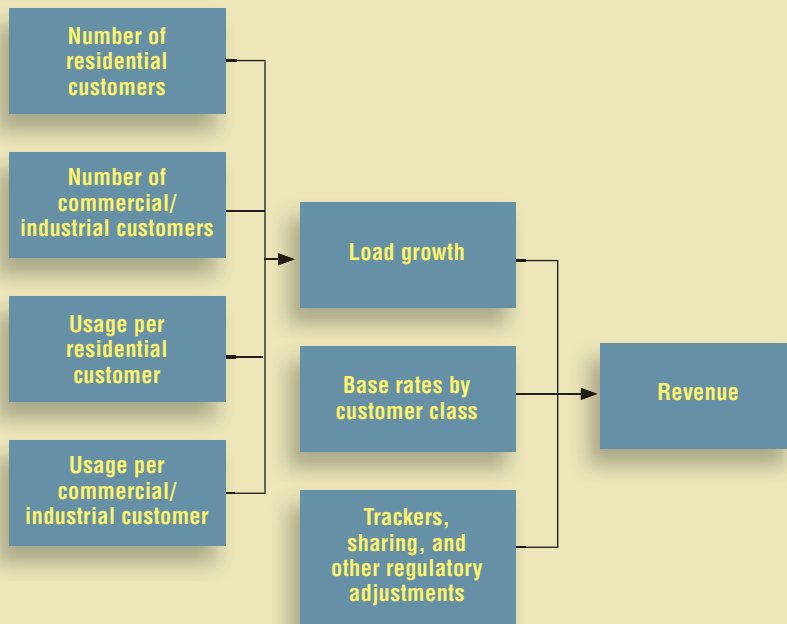 Number of
residential
customers
Number of
commercial/
industrial customers
Usage per
residential
customer
Usage per
commercial/
industrial customer
Load growth
Base rates by
customer class
Trackers,
sharing, and
other regulatory
adjustments
Revenue